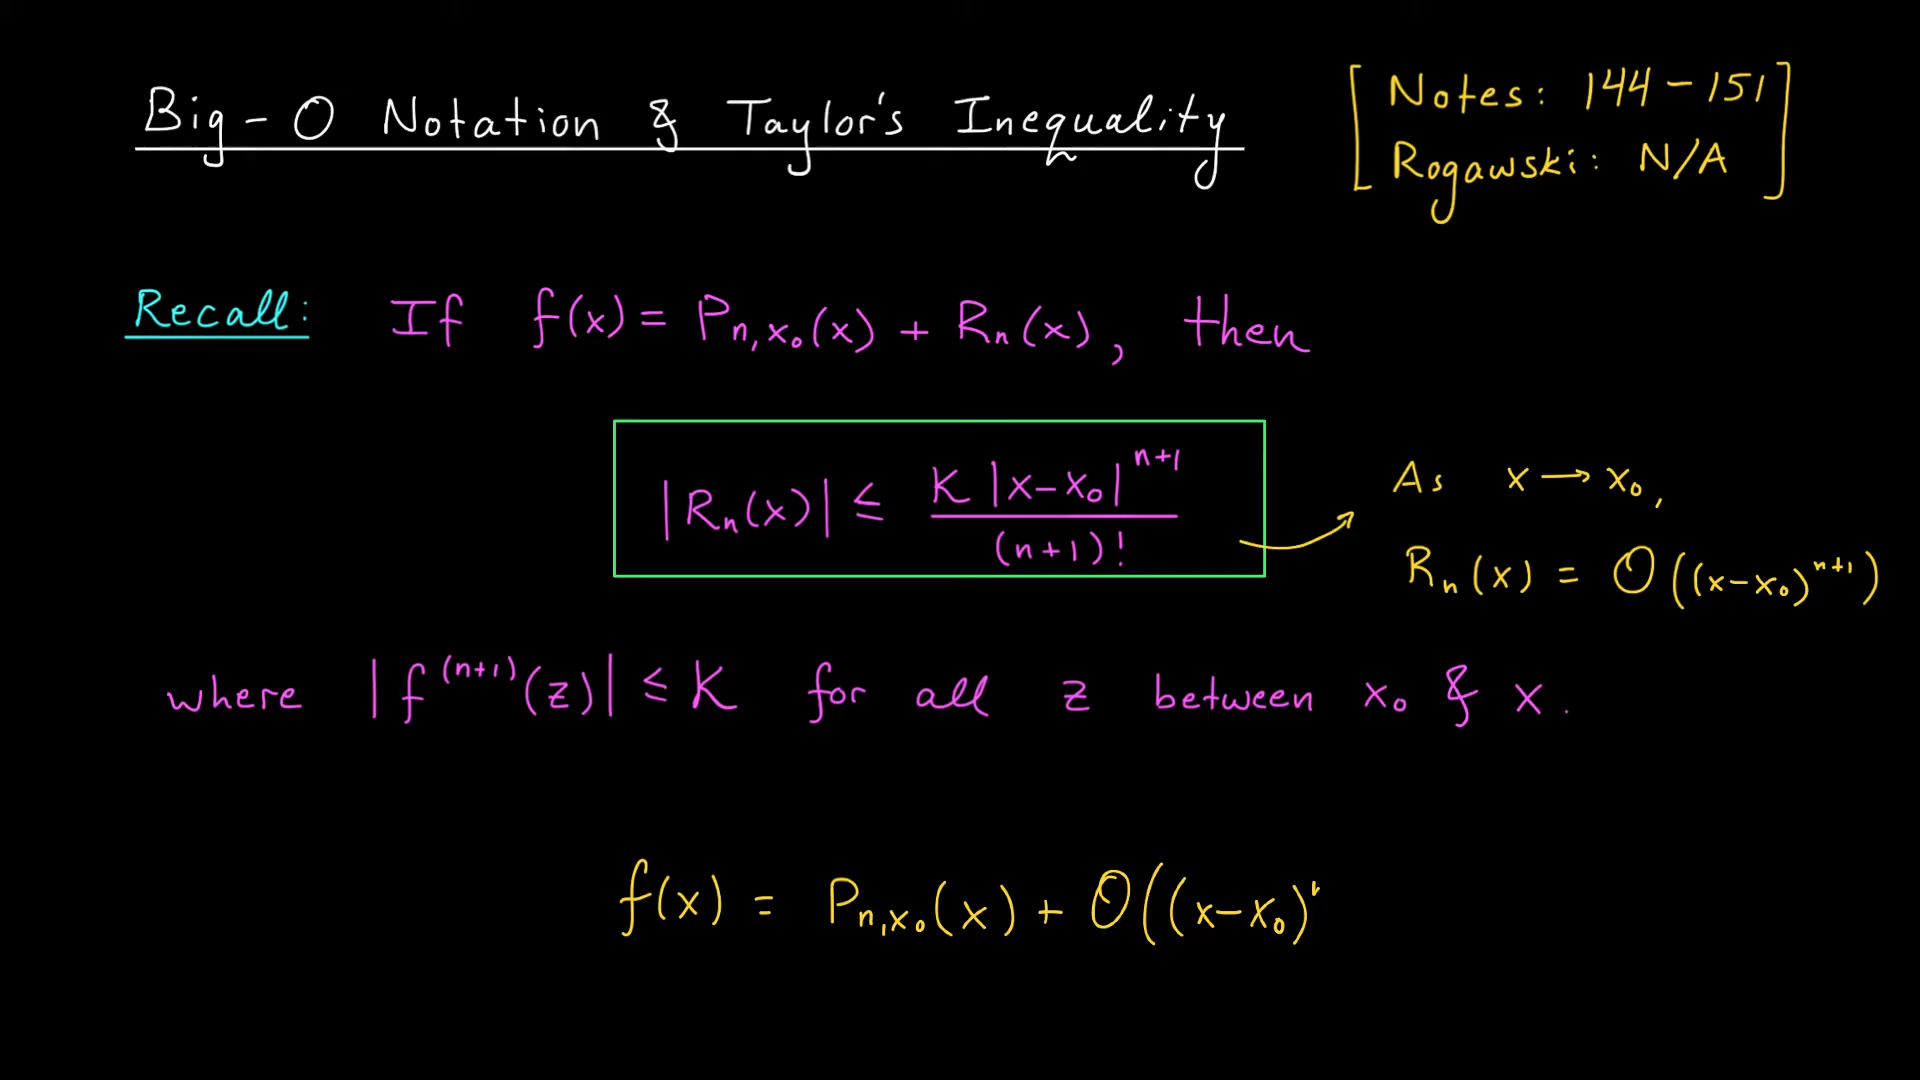 Big-O Notation & Taylor's Inequality
[Notes: 144-151
Rogawski: N/A]
Recall: If f(x) = Pn,x₀(x) + Rn(x), then
|Rn(x)| ≤ K|x-x₀|^(n+1) / (n+1)!
As x → x₀,
Rn(x) = O((x-x₀)^(n+1))
where |f^(n+1)(z)| ≤ K for all z between x₀ & x.
f(x) = Pn,x₀(x) + O((x-x₀)